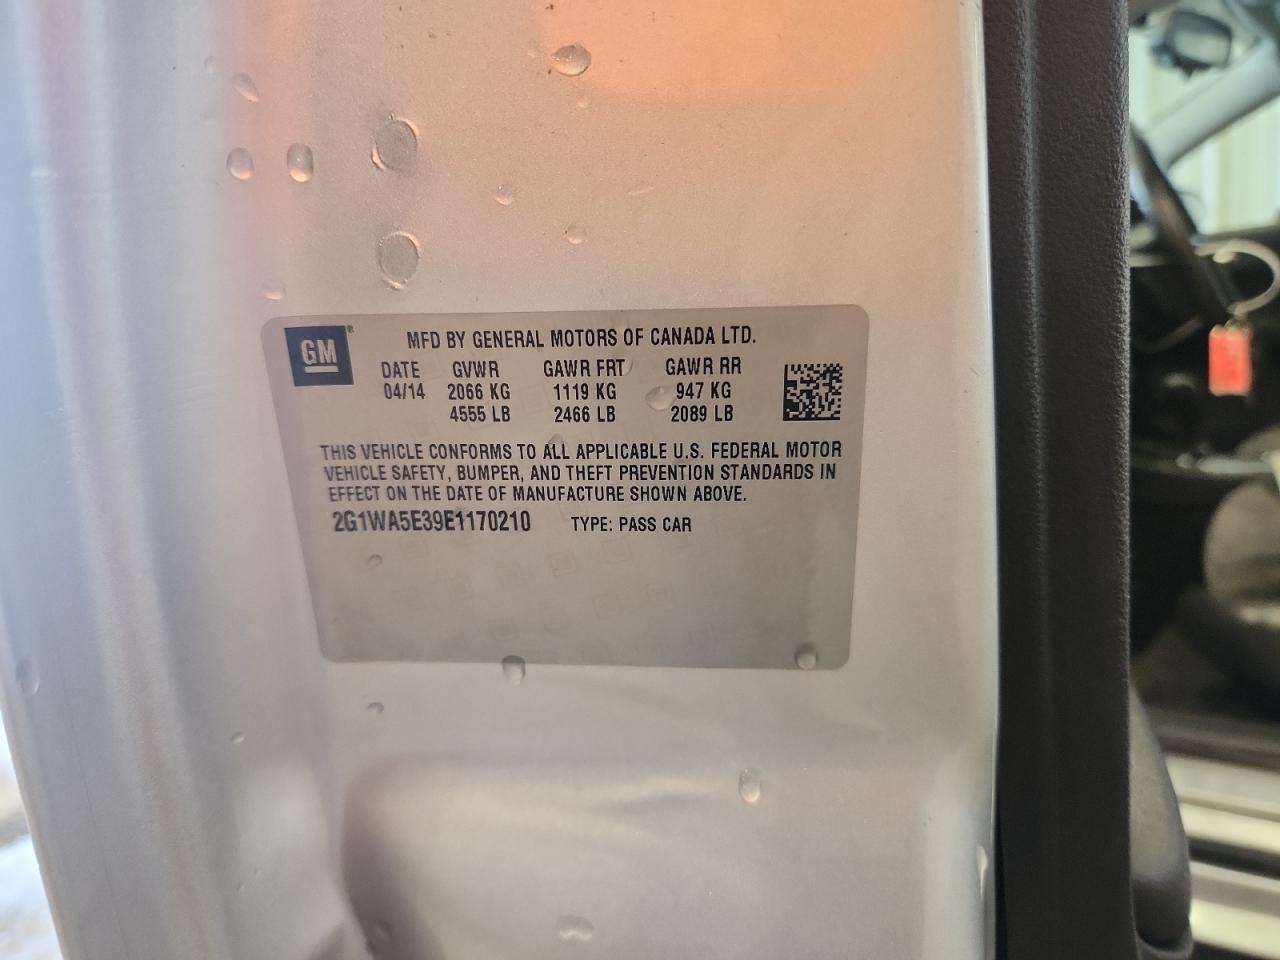 GM
MFD BY GENERAL MOTORS OF CANADA LTD.
DATE GVWR GAWR FRT GAWR RR
04/14 2066 KG 1119 KG 947 KG
4555 LB 2466 LB 2089 LB
THIS VEHICLE CONFORMS TO ALL APPLICABLE U.S. FEDERAL MOTOR
VEHICLE SAFETY, BUMPER, AND THEFT PREVENTION STANDARDS IN
EFFECT ON THE DATE OF MANUFACTURE SHOWN ABOVE.
2G1WA5E39E1170210 TYPE: PASS CAR